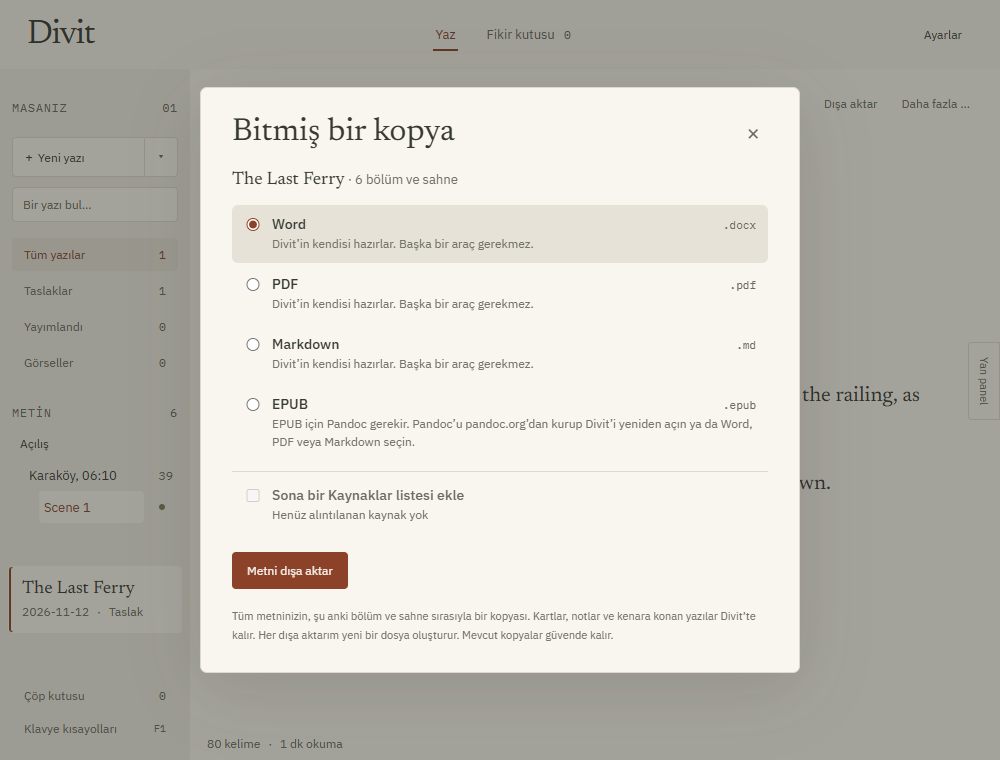 Divit
Yaz
Fikir kutusu 0
Ayarlar
MASANIZ 01
+ Yeni yazı
Bir yazı bul…
Tüm yazılar 1
Taslaklar 1
Yayımlandı 0
Görseller 0
METİN 6
Açılış
Karaköy, 06:10 39
Scene 1
The Last Ferry
2026-11-12 · Taslak
Çöp kutusu 0
Klavye kısayolları F1
Dışa aktar
Daha fazla …
Bitmiş bir kopya
×
The Last Ferry · 6 bölüm ve sahne
Word .docx
Divit’in kendisi hazırlar. Başka bir araç gerekmez.
PDF .pdf
Divit’in kendisi hazırlar. Başka bir araç gerekmez.
Markdown .md
Divit’in kendisi hazırlar. Başka bir araç gerekmez.
EPUB .epub
EPUB için Pandoc gerekir. Pandoc’u pandoc.org’dan kurup Divit’i yeniden açın ya da Word,
PDF veya Markdown seçin.
Sona bir Kaynaklar listesi ekle
Henüz alıntılanan kaynak yok
Metni dışa aktar
Tüm metninizin, şu anki bölüm ve sahne sırasıyla bir kopyası. Kartlar, notlar ve kenara konan yazılar Divit’te
kalır. Her dışa aktarım yeni bir dosya oluşturur. Mevcut kopyalar güvende kalır.
the railing, as
wn.
Yan panel
80 kelime · 1 dk okuma